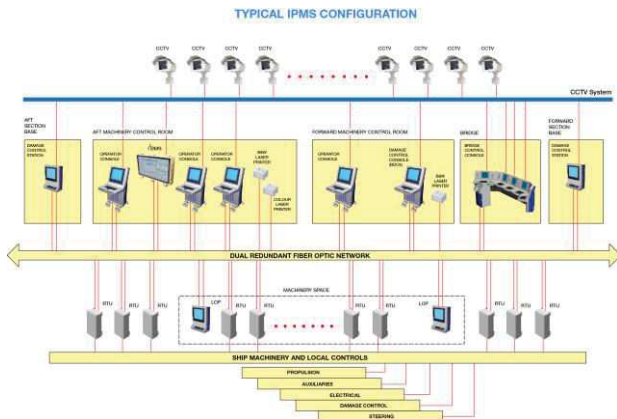 TYPICAL IPMS CONFIGURATION
CCTV CCTV CCTV CCTV CCTV CCTV CCTV CCTV
CCTV System
AFT
SECTION
BASE
DAMAGE
CONTROL
STATION
AFT MACHINERY CONTROL ROOM
OPERATOR
CONSOLE
OPERATOR
CONSOLE
OPERATOR
CONSOLE
B&W
LASER
PRINTER
COLOUR
LASER
PRINTER
FORWARD MACHINERY CONTROL ROOM
OPERATOR
CONSOLE
DAMAGE
CONTROL
CONSOLE
B&W
LASER
PRINTER
BRIDGE
BRIDGE
CONTROL
CONSOLE
FORWARD
SECTION
BASE
DAMAGE
CONTROL
STATION
DUAL REDUNDANT FIBER OPTIC NETWORK
MACHINERY SPACE
RTU RTU RTU LOP RTU RTU RTU RTU LOP RTU RTU RTU
SHIP MACHINERY AND LOCAL CONTROLS
PROPULSION
AUXILIARIES
ELECTRICAL
DAMAGE CONTROL
STEERING